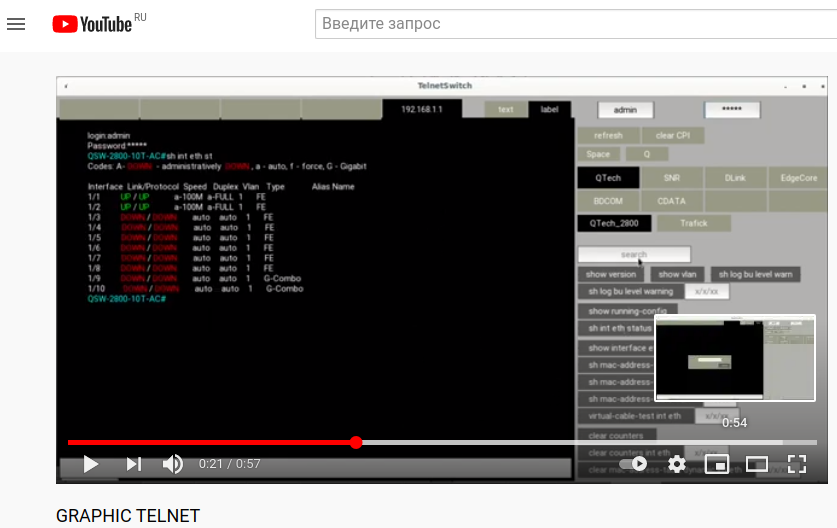 YouTube RU
Введите запрос
TelnetSwitch
192.168.1.1 text label admin *****
login:admin
Password:*****
QSW-2800-10T-AC#sh int eth st
Codes: A- DOWN - administratively DOWN, a - auto, f - force, G - Gigabit
Interface Link/Protocol Speed Duplex Vlan Type Alias Name
1/1 UP / UP a-100M a-FULL 1 FE
1/2 UP / UP a-100M a-FULL 1 FE
1/3 DOWN / DOWN auto auto 1 FE
1/4 DOWN / DOWN auto auto 1 FE
1/5 DOWN / DOWN auto auto 1 FE
1/6 DOWN / DOWN auto auto 1 FE
1/7 DOWN / DOWN auto auto 1 FE
1/8 DOWN / DOWN auto auto 1 FE
1/9 DOWN / DOWN auto auto 1 G-Combo
1/10 DOWN / DOWN auto auto 1 G-Combo
QSW-2800-10T-AC#
refresh clear CPI
Space Q
QTech SNR DLink EdgeCore
BDCOM CDATA
QTech_2800 Trafick
search
show version show vlan sh log bu level warn
sh log bu level warning x/x/xx
show running-config
sh int eth status
show interface e
sh mac-address-
sh mac-address-
sh mac-address-
virtual-cable-test int eth x/x/xx
clear counters
clear counters int eth
0:54
0:21 / 0:57
GRAPHIC TELNET